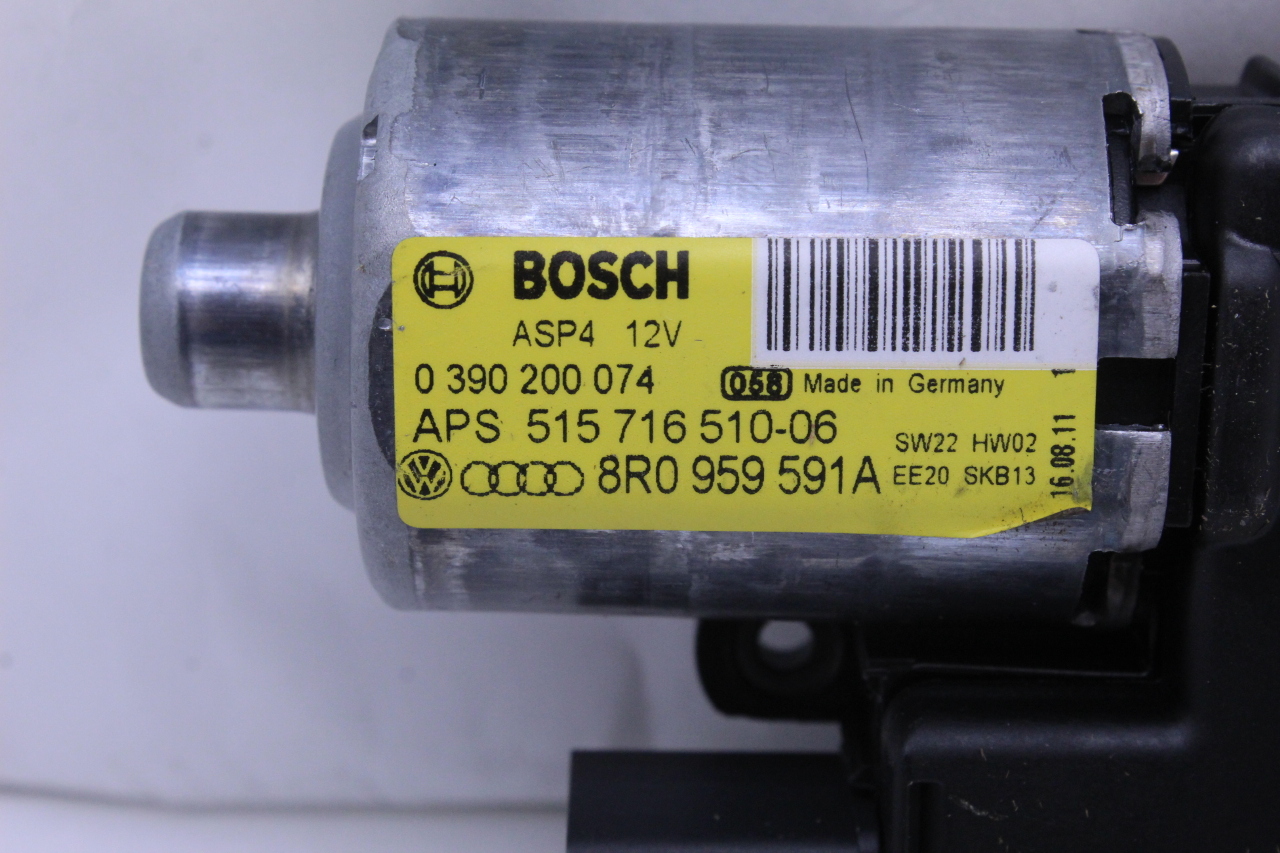 BOSCH
ASP4 12V
0 390 200 074 058 Made in Germany
APS 515 716 510-06
SW22 HW02
8R0 959 591A EE20 SKB13
16.08.11 1